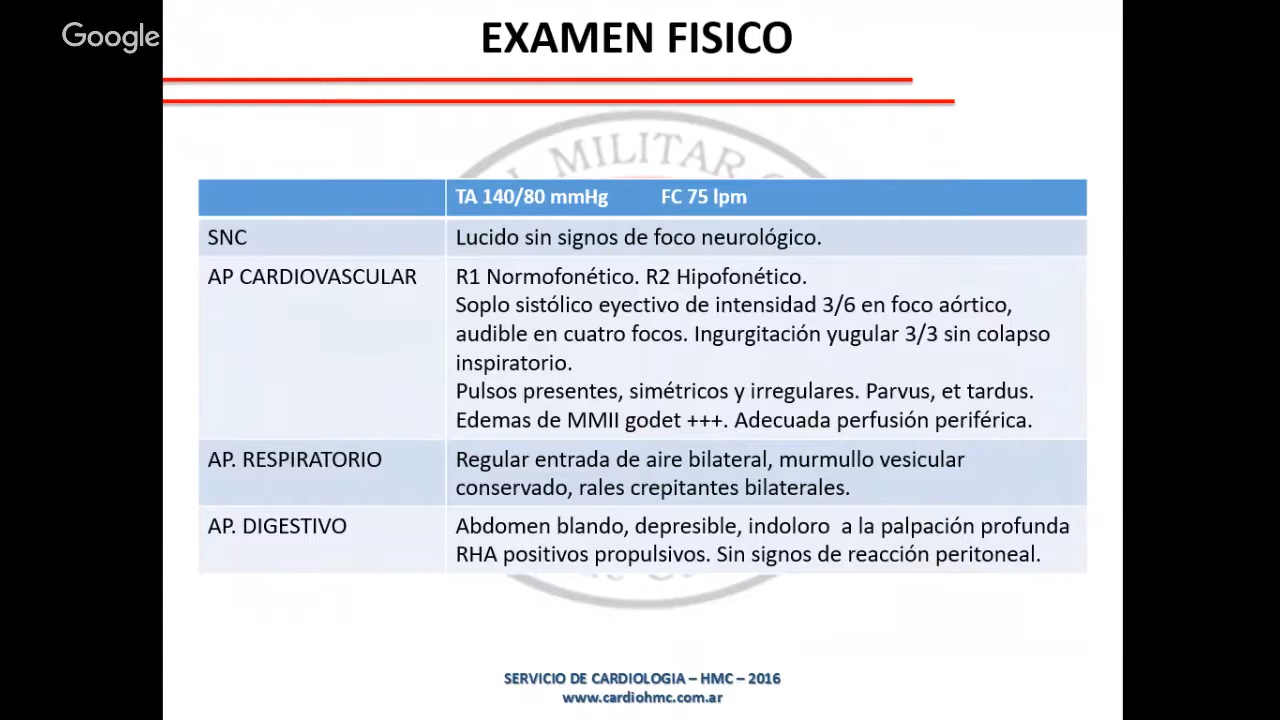 Google
EXAMEN FISICO
MILITAR
TA 140/80 mmHg FC 75 lpm
SNC
Lucido sin signos de foco neurológico.
AP CARDIOVASCULAR
R1 Normofonético. R2 Hipofonético.
Soplo sistólico eyectivo de intensidad 3/6 en foco aórtico,
audible en cuatro focos. Ingurgitación yugular 3/3 sin colapso
inspiratorio.
Pulsos presentes, simétricos y irregulares. Parvus, et tardus.
Edemas de MMII godet +++. Adecuada perfusión periférica.
AP. RESPIRATORIO
Regular entrada de aire bilateral, murmullo vesicular
conservado, rales crepitantes bilaterales.
AP. DIGESTIVO
Abdomen blando, depresible, indoloro a la palpación profunda
RHA positivos propulsivos. Sin signos de reacción peritoneal.
SERVICIO DE CARDIOLOGIA – HMC – 2016
www.cardiohmc.com.ar